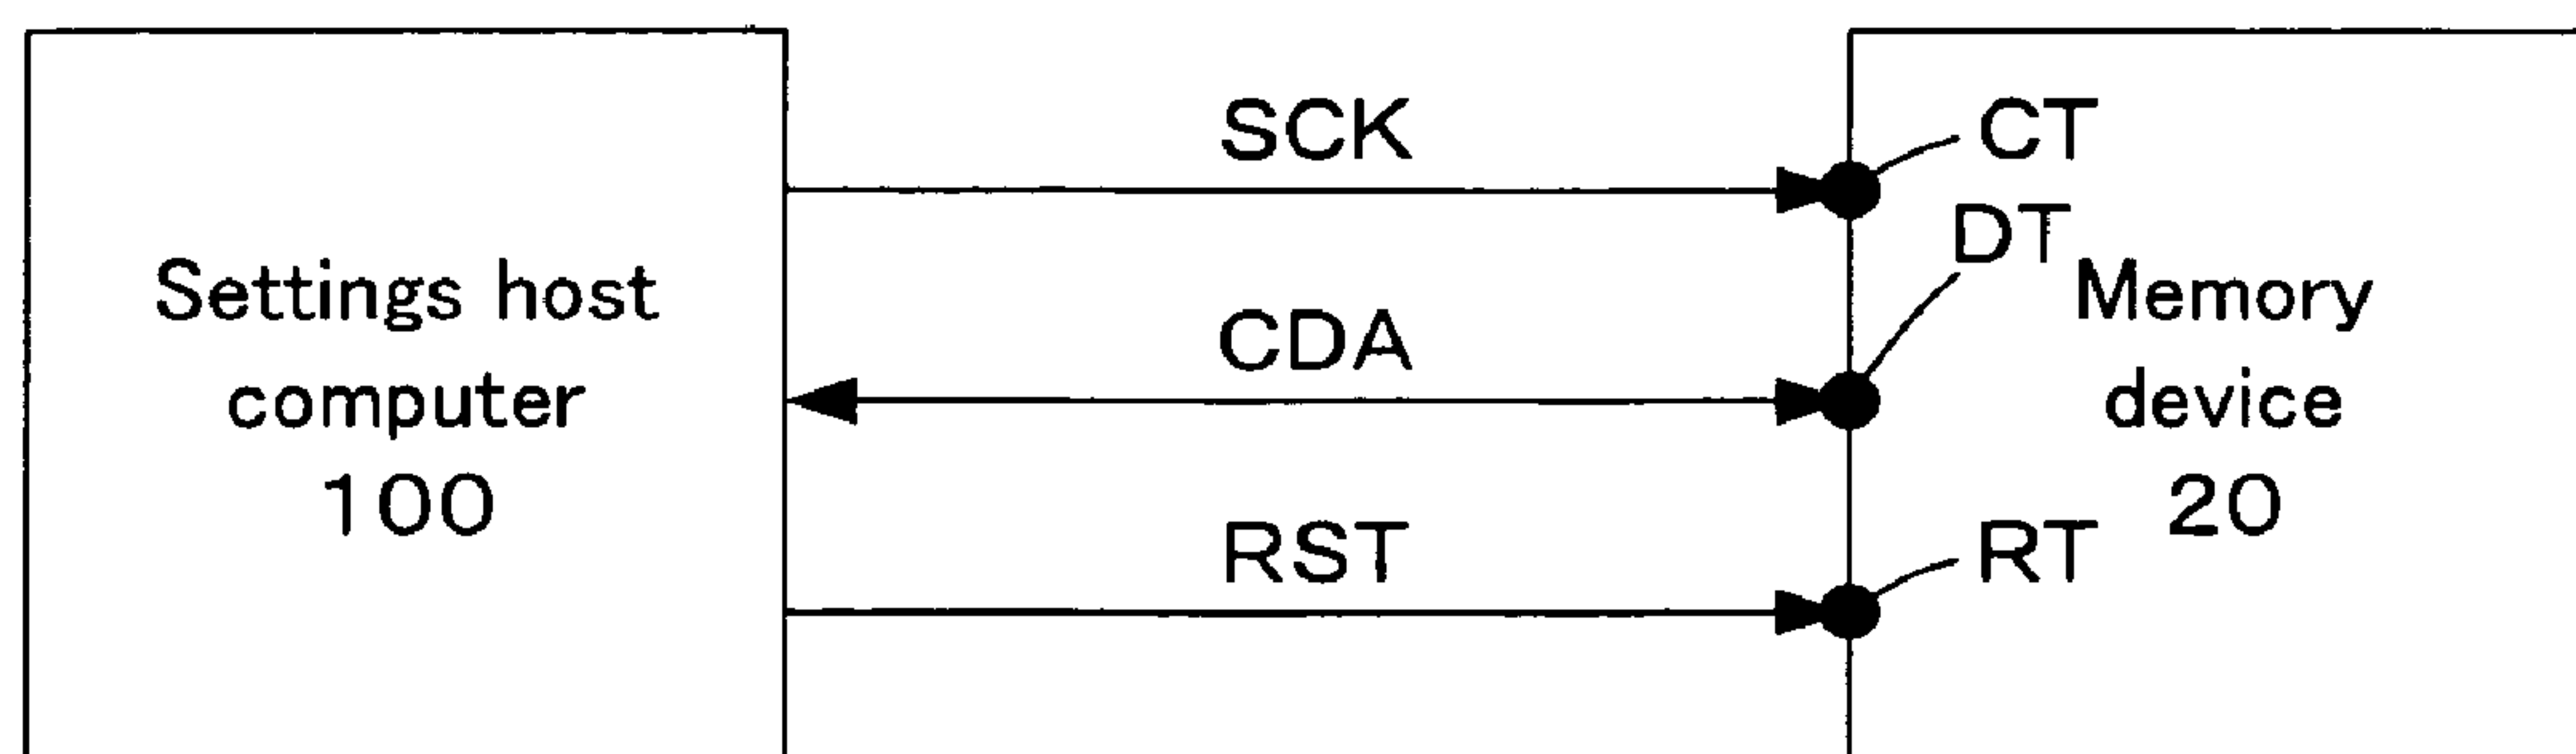 Settings host
computer
100
SCK
CDA
RST
CT
DT
RT
Memory
device
20